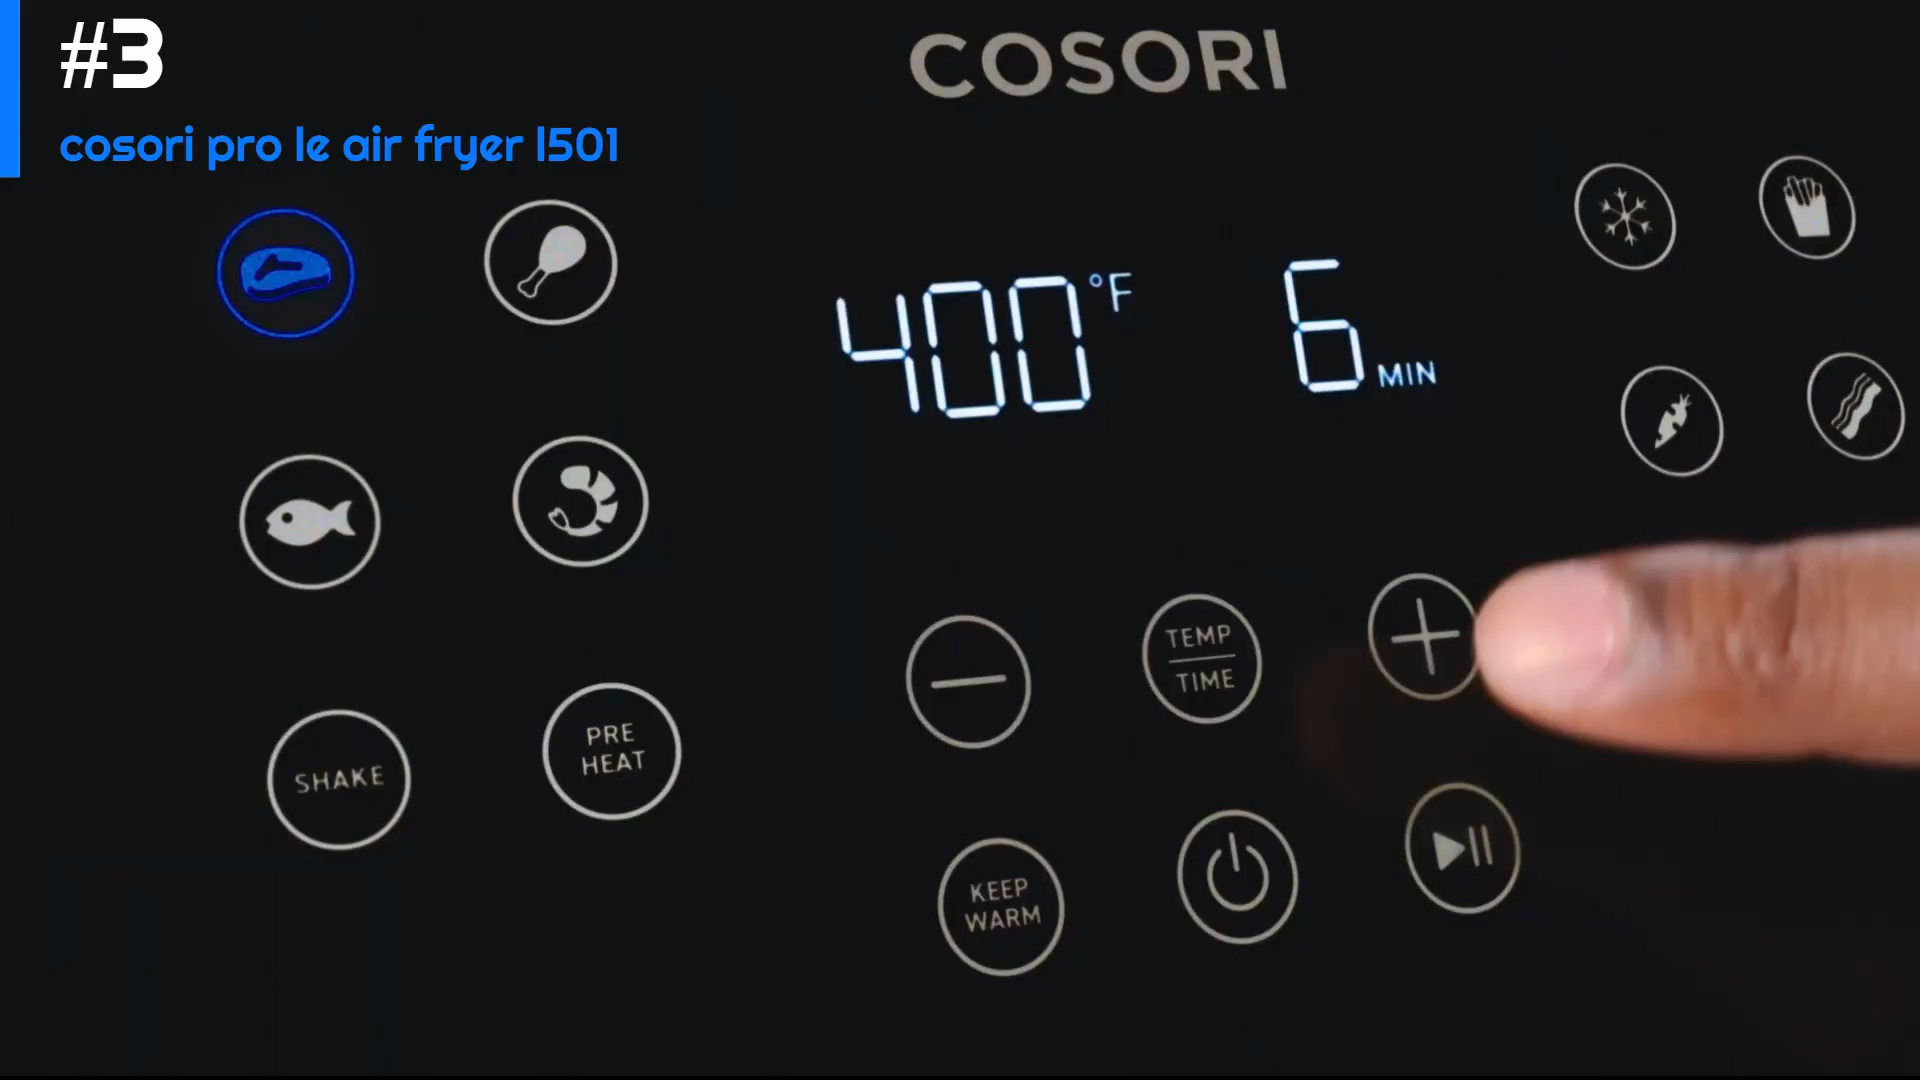 #3
cosori pro le air fryer l501
COSORI
400 °F 6 MIN
TEMP
TIME
PRE
HEAT
SHAKE
KEEP
WARM